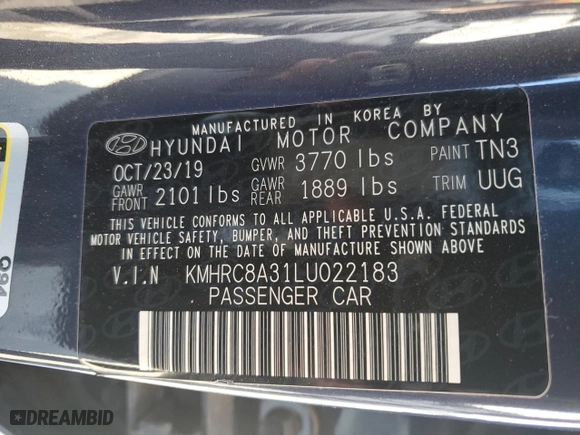 MANUFACTURED IN KOREA BY
HYUNDAI MOTOR COMPANY
OCT/23/19 GVWR 3770 lbs PAINT TN3
GAWR FRONT 2101 lbs GAWR REAR 1889 lbs TRIM UUG
THIS VEHICLE CONFORMS TO ALL APPLICABLE U.S.A. FEDERAL
MOTOR VEHICLE SAFETY, BUMPER, AND THEFT PREVENTION STANDARDS
IN EFFECT ON THE DATE OF MANUFACTURE SHOWN ABOVE.
V.I.N KMHRC8A31LU022183
PASSENGER CAR
DREAMBID